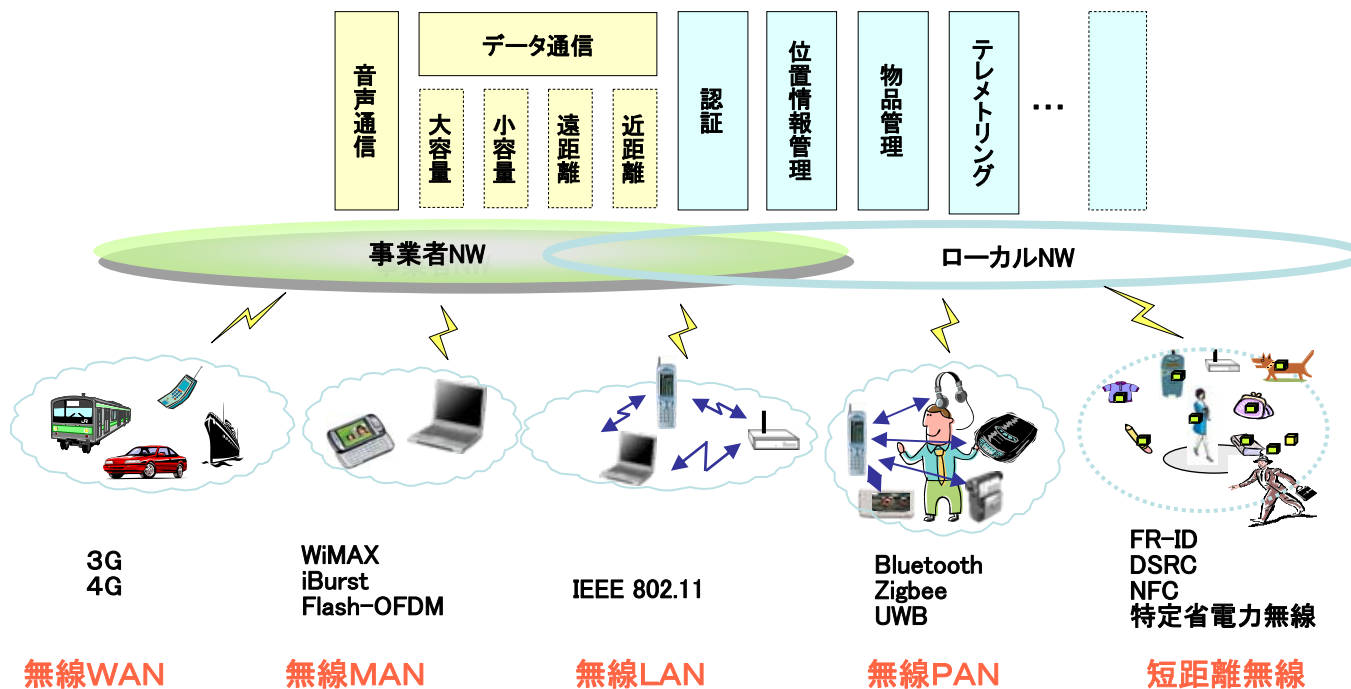 音声通信
データ通信
大容量
小容量
遠距離
近距離
認証
位置情報管理
物品管理
テレメトリング
…
事業者NW
ローカルNW
3G
4G
WiMAX
iBurst
Flash-OFDM
IEEE 802.11
Bluetooth
Zigbee
UWB
FR-ID
DSRC
NFC
特定省電力無線
無線WAN
無線MAN
無線LAN
無線PAN
短距離無線